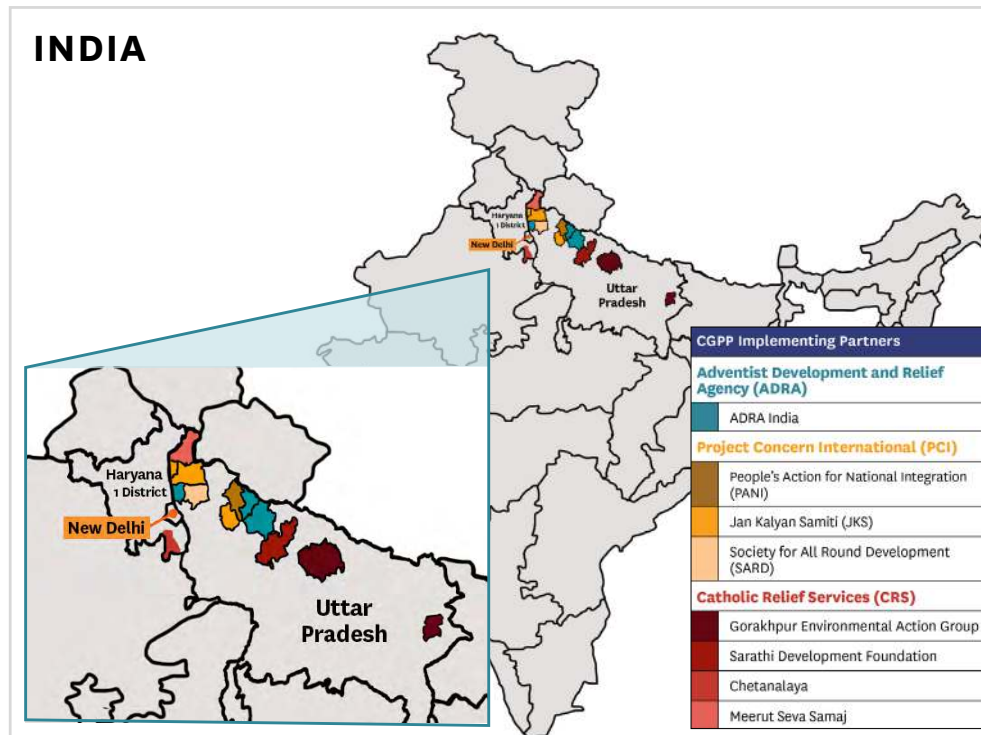 INDIA
Haryana
1 District
New Delhi
Uttar
Pradesh
Haryana
1 District
New Delhi
Uttar
Pradesh
CGPP Implementing Partners
Adventist Development and Relief
Agency (ADRA)
ADRA India
Project Concern International (PCI)
People's Action for National Integration
(PANI)
Jan Kalyan Samiti (JKS)
Society for All Round Development
(SARD)
Catholic Relief Services (CRS)
Gorakhpur Environmental Action Group
Sarathi Development Foundation
Chetanalaya
Meerut Seva Samaj